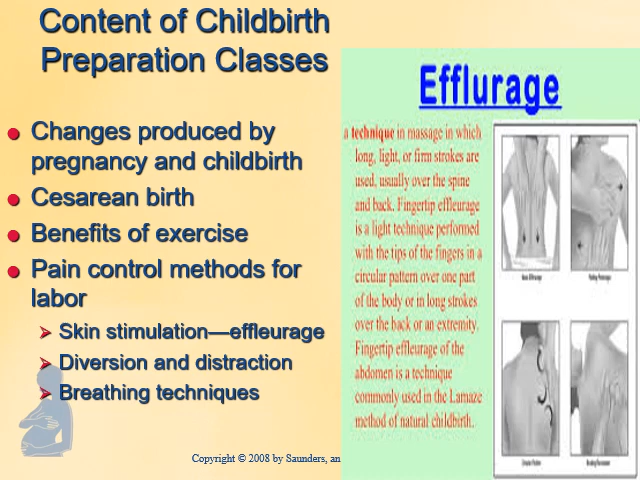 Content of Childbirth
Preparation Classes
Changes produced by
pregnancy and childbirth
Cesarean birth
Benefits of exercise
Pain control methods for
labor
Skin stimulation—effleurage
Diversion and distraction
Breathing techniques
Copyright © 2008 by Saunders, an
Efflurage
a technique in massage in which
long, light, or firm strokes are
used, usually over the spine
and back. Fingertip effleurage
is a light technique performed
with the tips of the fingers in a
circular pattern over one part
of the body or in long strokes
over the back or an extremity.
Fingertip effleurage of the
abdomen is a technique
commonly used in the Lamaze
method of natural childbirth.